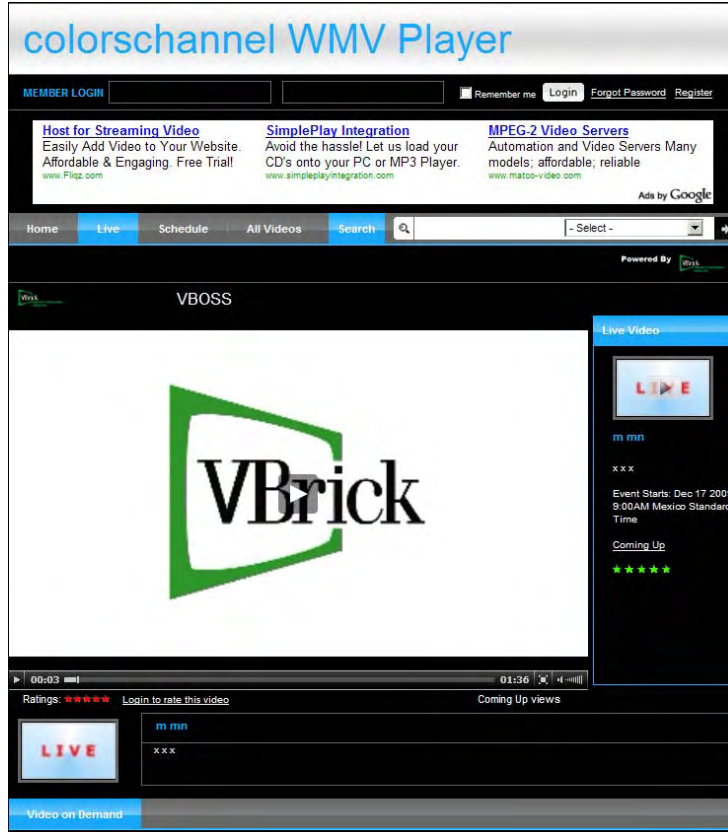 colorschannel WMV Player
MEMBER LOGIN Remember me Login Forgot Password Register
Host for Streaming Video
Easily Add Video to Your Website.
Affordable & Engaging. Free Trial!
www.Fliqz.com
SimplePlay Integration
Avoid the hassle! Let us load your
CD's onto your PC or MP3 Player.
www.simpleplayintegration.com
MPEG-2 Video Servers
Automation and Video Servers Many
models; affordable; reliable
www.matco-video.com
Ads by Google
Home Live Schedule All Videos Search - Select -
Powered By VBrick
VBrick VBOSS
VBrick
00:03 01:36
Ratings: Login to rate this video Coming Up views
Live Video
LIVE
m mn
x x x
Event Starts: Dec 17 200
9:00AM Mexico Standard
Time
Coming Up
LIVE
m mn
x x x
Video on Demand